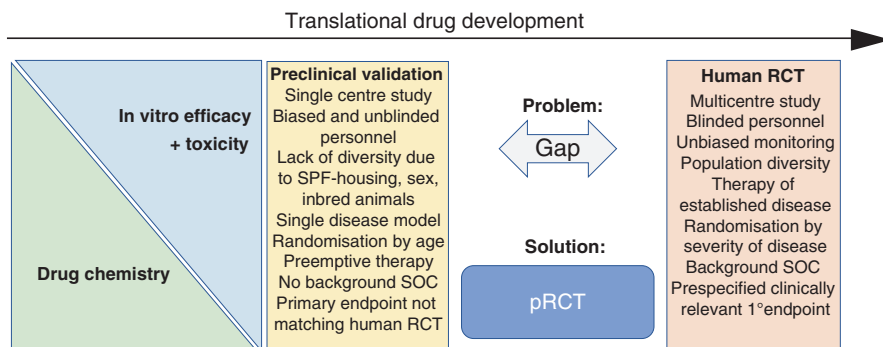 Translational drug development
In vitro efficacy
+ toxicity
Drug chemistry
Preclinical validation
Single centre study
Biased and unblinded
personnel
Lack of diversity due
to SPF-housing, sex,
inbred animals
Single disease model
Randomisation by age
Preemptive therapy
No background SOC
Primary endpoint not
matching human RCT
Problem:
Gap
Solution:
pRCT
Human RCT
Multicentre study
Blinded personnel
Unbiased monitoring
Population diversity
Therapy of
established disease
Randomisation by
severity of disease
Background SOC
Prespecified clinically
relevant 1°endpoint